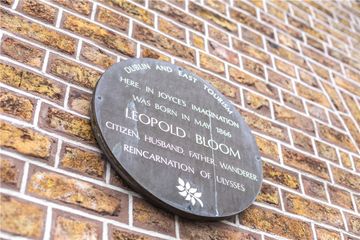 DUBLIN AND EAST TOURISM
HERE, IN JOYCE'S IMAGINATION
WAS BORN IN MAY, 1866
LEOPOLD BLOOM
CITIZEN, HUSBAND, FATHER, WANDERER
REINCARNATION OF ULYSSES